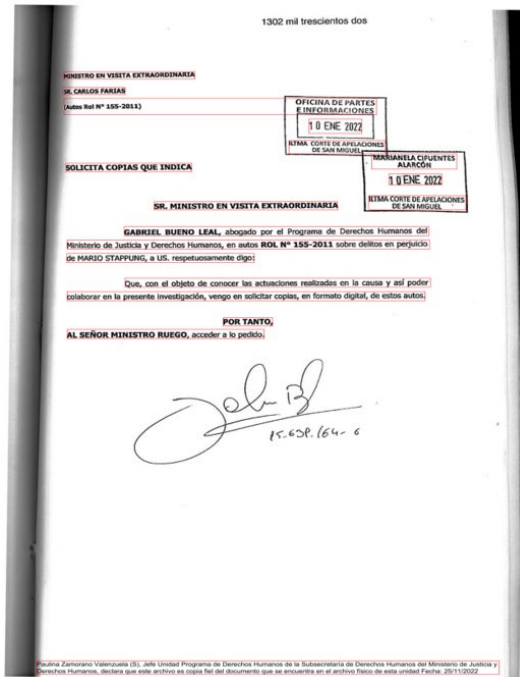 1302 mil trescientos dos
MINISTRO EN VISITA EXTRAORDINARIA
SR. CARLOS FARIAS
(Autos Rol N° 155-2011)
OFICINA DE PARTES
E INFORMACIONES
10 ENE 2022
ILTMA CORTE DE APELACIONES
DE SAN MIGUEL
MARIANELA CIFUENTES
ALARCÓN
10 ENE 2022
ILTMA CORTE DE APELACIONES
DE SAN MIGUEL
SOLICITA COPIAS QUE INDICA
SR. MINISTRO EN VISITA EXTRAORDINARIA
GABRIEL BUENO LEAL, abogado por el Programa de Derechos Humanos del
Ministerio de Justicia y Derechos Humanos, en autos ROL N° 155-2011 sobre delitos en perjuicio
de MARIO STAPPUNG, a US. respetuosamente digo:
Que, con el objeto de conocer las actuaciones realizadas en la causa y así poder
colaborar en la presente investigación, vengo en solicitar copias, en formato digital, de estos autos.
POR TANTO,
AL SEÑOR MINISTRO RUEGO, acceder a lo pedido.
Paulina Zamorano Valenzuela (S), Jefe Unidad Programa de Derechos Humanos de la Subsecretaría de Derechos Humanos del Ministerio de Justicia y
Derechos Humanos, declara que este archivo es copia fiel del documento que se encuentra en el archivo físico de esta unidad Fecha: 25/11/2022